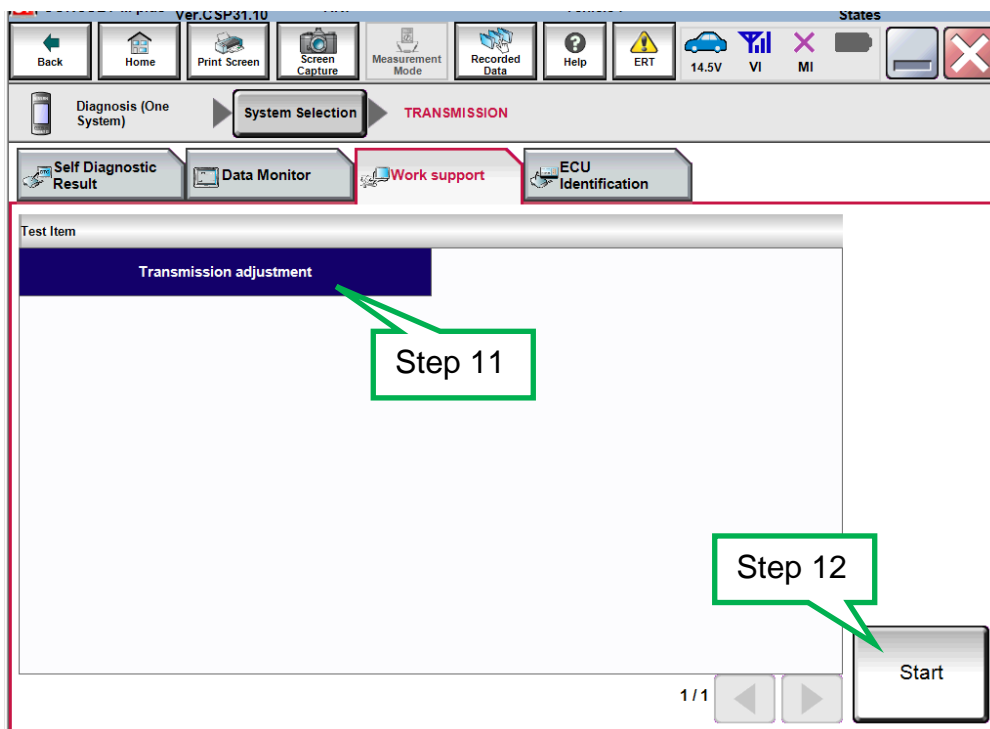 Ver.CSP31.10
States
Back
Home
Print Screen
Screen
Capture
Measurement
Mode
Recorded
Data
Help
ERT
14.5V
VI
MI
Diagnosis (One
System)
System Selection
TRANSMISSION
Self Diagnostic
Result
Data Monitor
Work support
ECU
Identification
Test Item
Transmission adjustment
Step 11
Step 12
Start
1/1